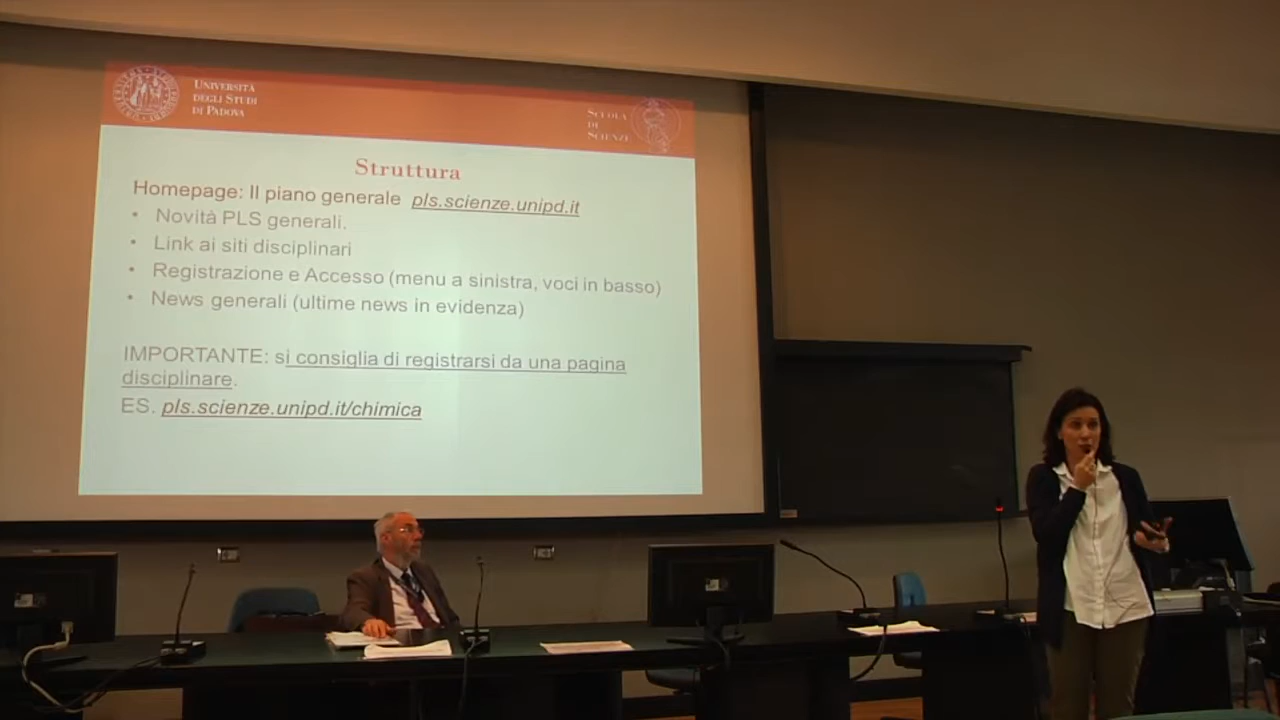 UNIVERSITÀ
DEGLI STUDI
DI PADOVA
SCUOLA
DI
SCIENZE
Struttura
Homepage: Il piano generale pls.scienze.unipd.it
• Novità PLS generali.
• Link ai siti disciplinari
• Registrazione e Accesso (menu a sinistra, voci in basso)
• News generali (ultime news in evidenza)
IMPORTANTE: si consiglia di registrarsi da una pagina
disciplinare.
ES. pls.scienze.unipd.it/chimica